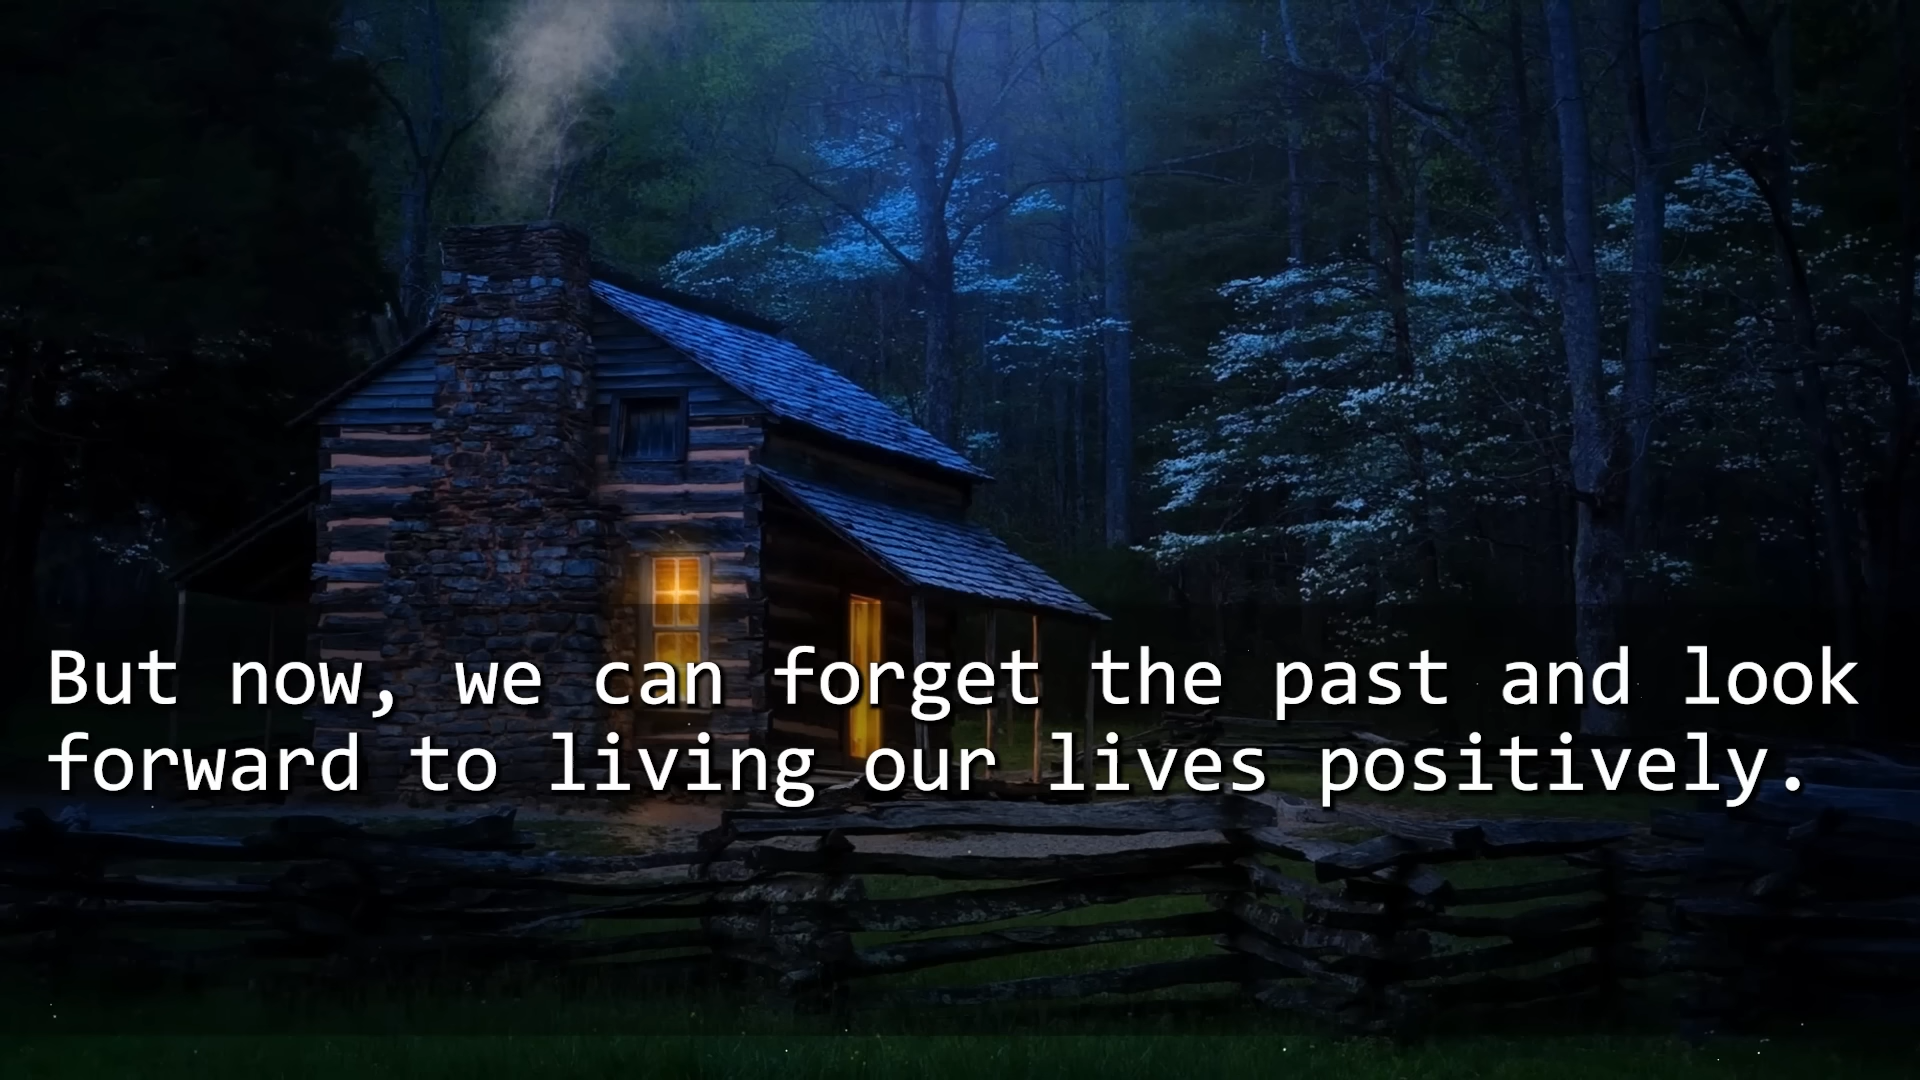 But now, we can forget the past and look
forward to living our lives positively.